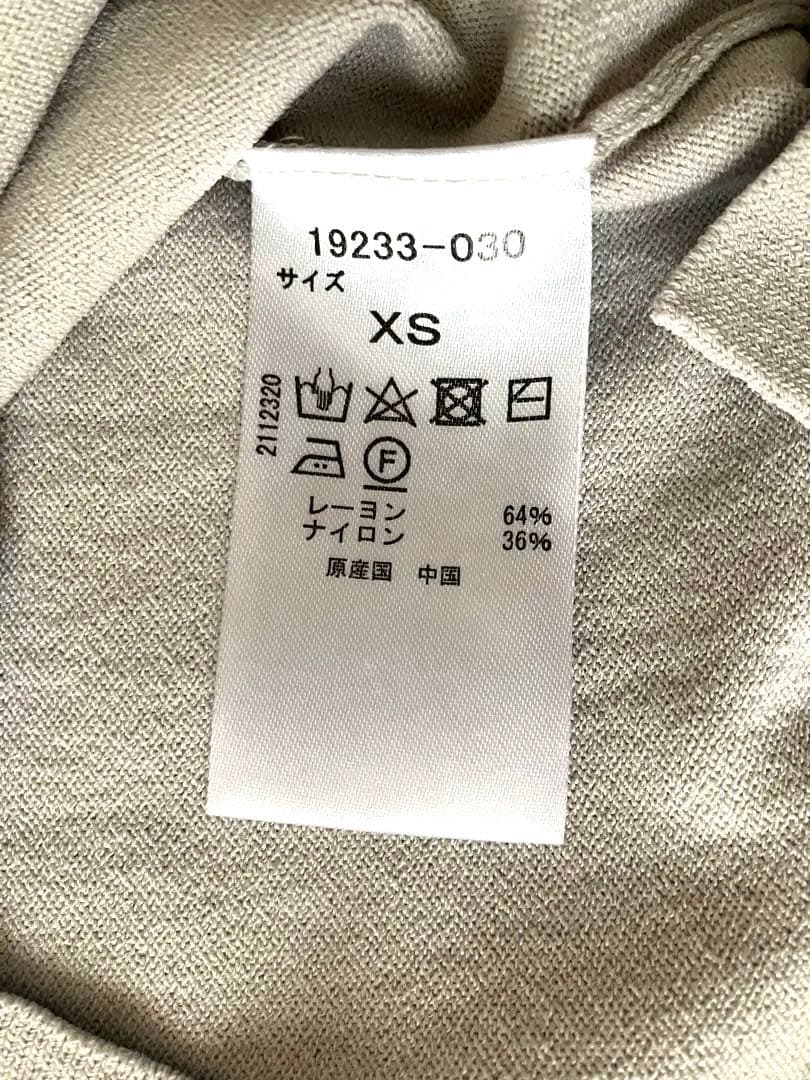 19233-030
サイズ
XS
2112320
F
レーヨン 64%
ナイロン 36%
原産国 中国